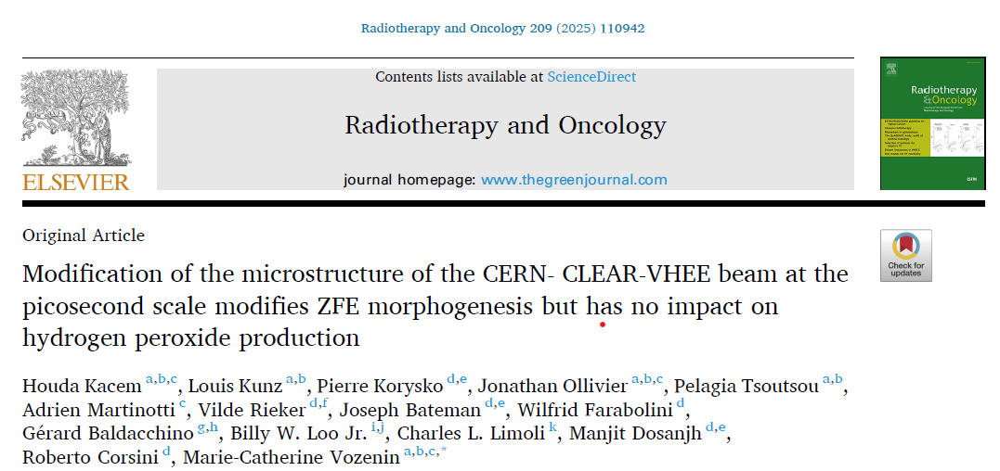 Radiotherapy and Oncology 209 (2025) 110942
Contents lists available at ScienceDirect
Radiotherapy and Oncology
journal homepage: www.thegreenjournal.com
ELSEVIER
Radiotherapy
&Oncology
Original Article
Check for
updates
Modification of the microstructure of the CERN- CLEAR-VHEE beam at the
picosecond scale modifies ZFE morphogenesis but has no impact on
hydrogen peroxide production
Houda Kacem a,b,c, Louis Kunz a,b, Pierre Korysko d,e, Jonathan Ollivier a,b,c, Pelagia Tsoutsou a,b,
Adrien Martinotti c, Vilde Rieker d,f, Joseph Bateman d,e, Wilfrid Farabolini d,
Gérard Baldacchino g,h, Billy W. Loo Jr. i,j, Charles L. Limoli k, Manjit Dosanjh d,e,
Roberto Corsini d, Marie-Catherine Vozenin a,b,c,*